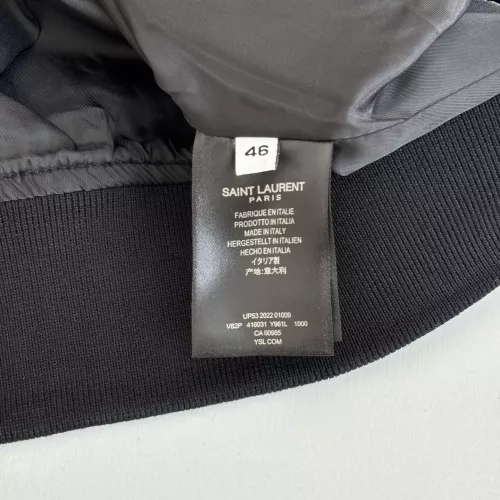 46
SAINT LAURENT
PARIS
FABRIQUE EN ITALIE
PRODOTTO IN ITALIA
MADE IN ITALY
HERGESTELLT IN ITALIEN
HECHO EN ITALIA
イタリア製
产地:意大利
UP53 2022 01009
V62P 416031 Y961L 1000
CA 00985
YSL.COM